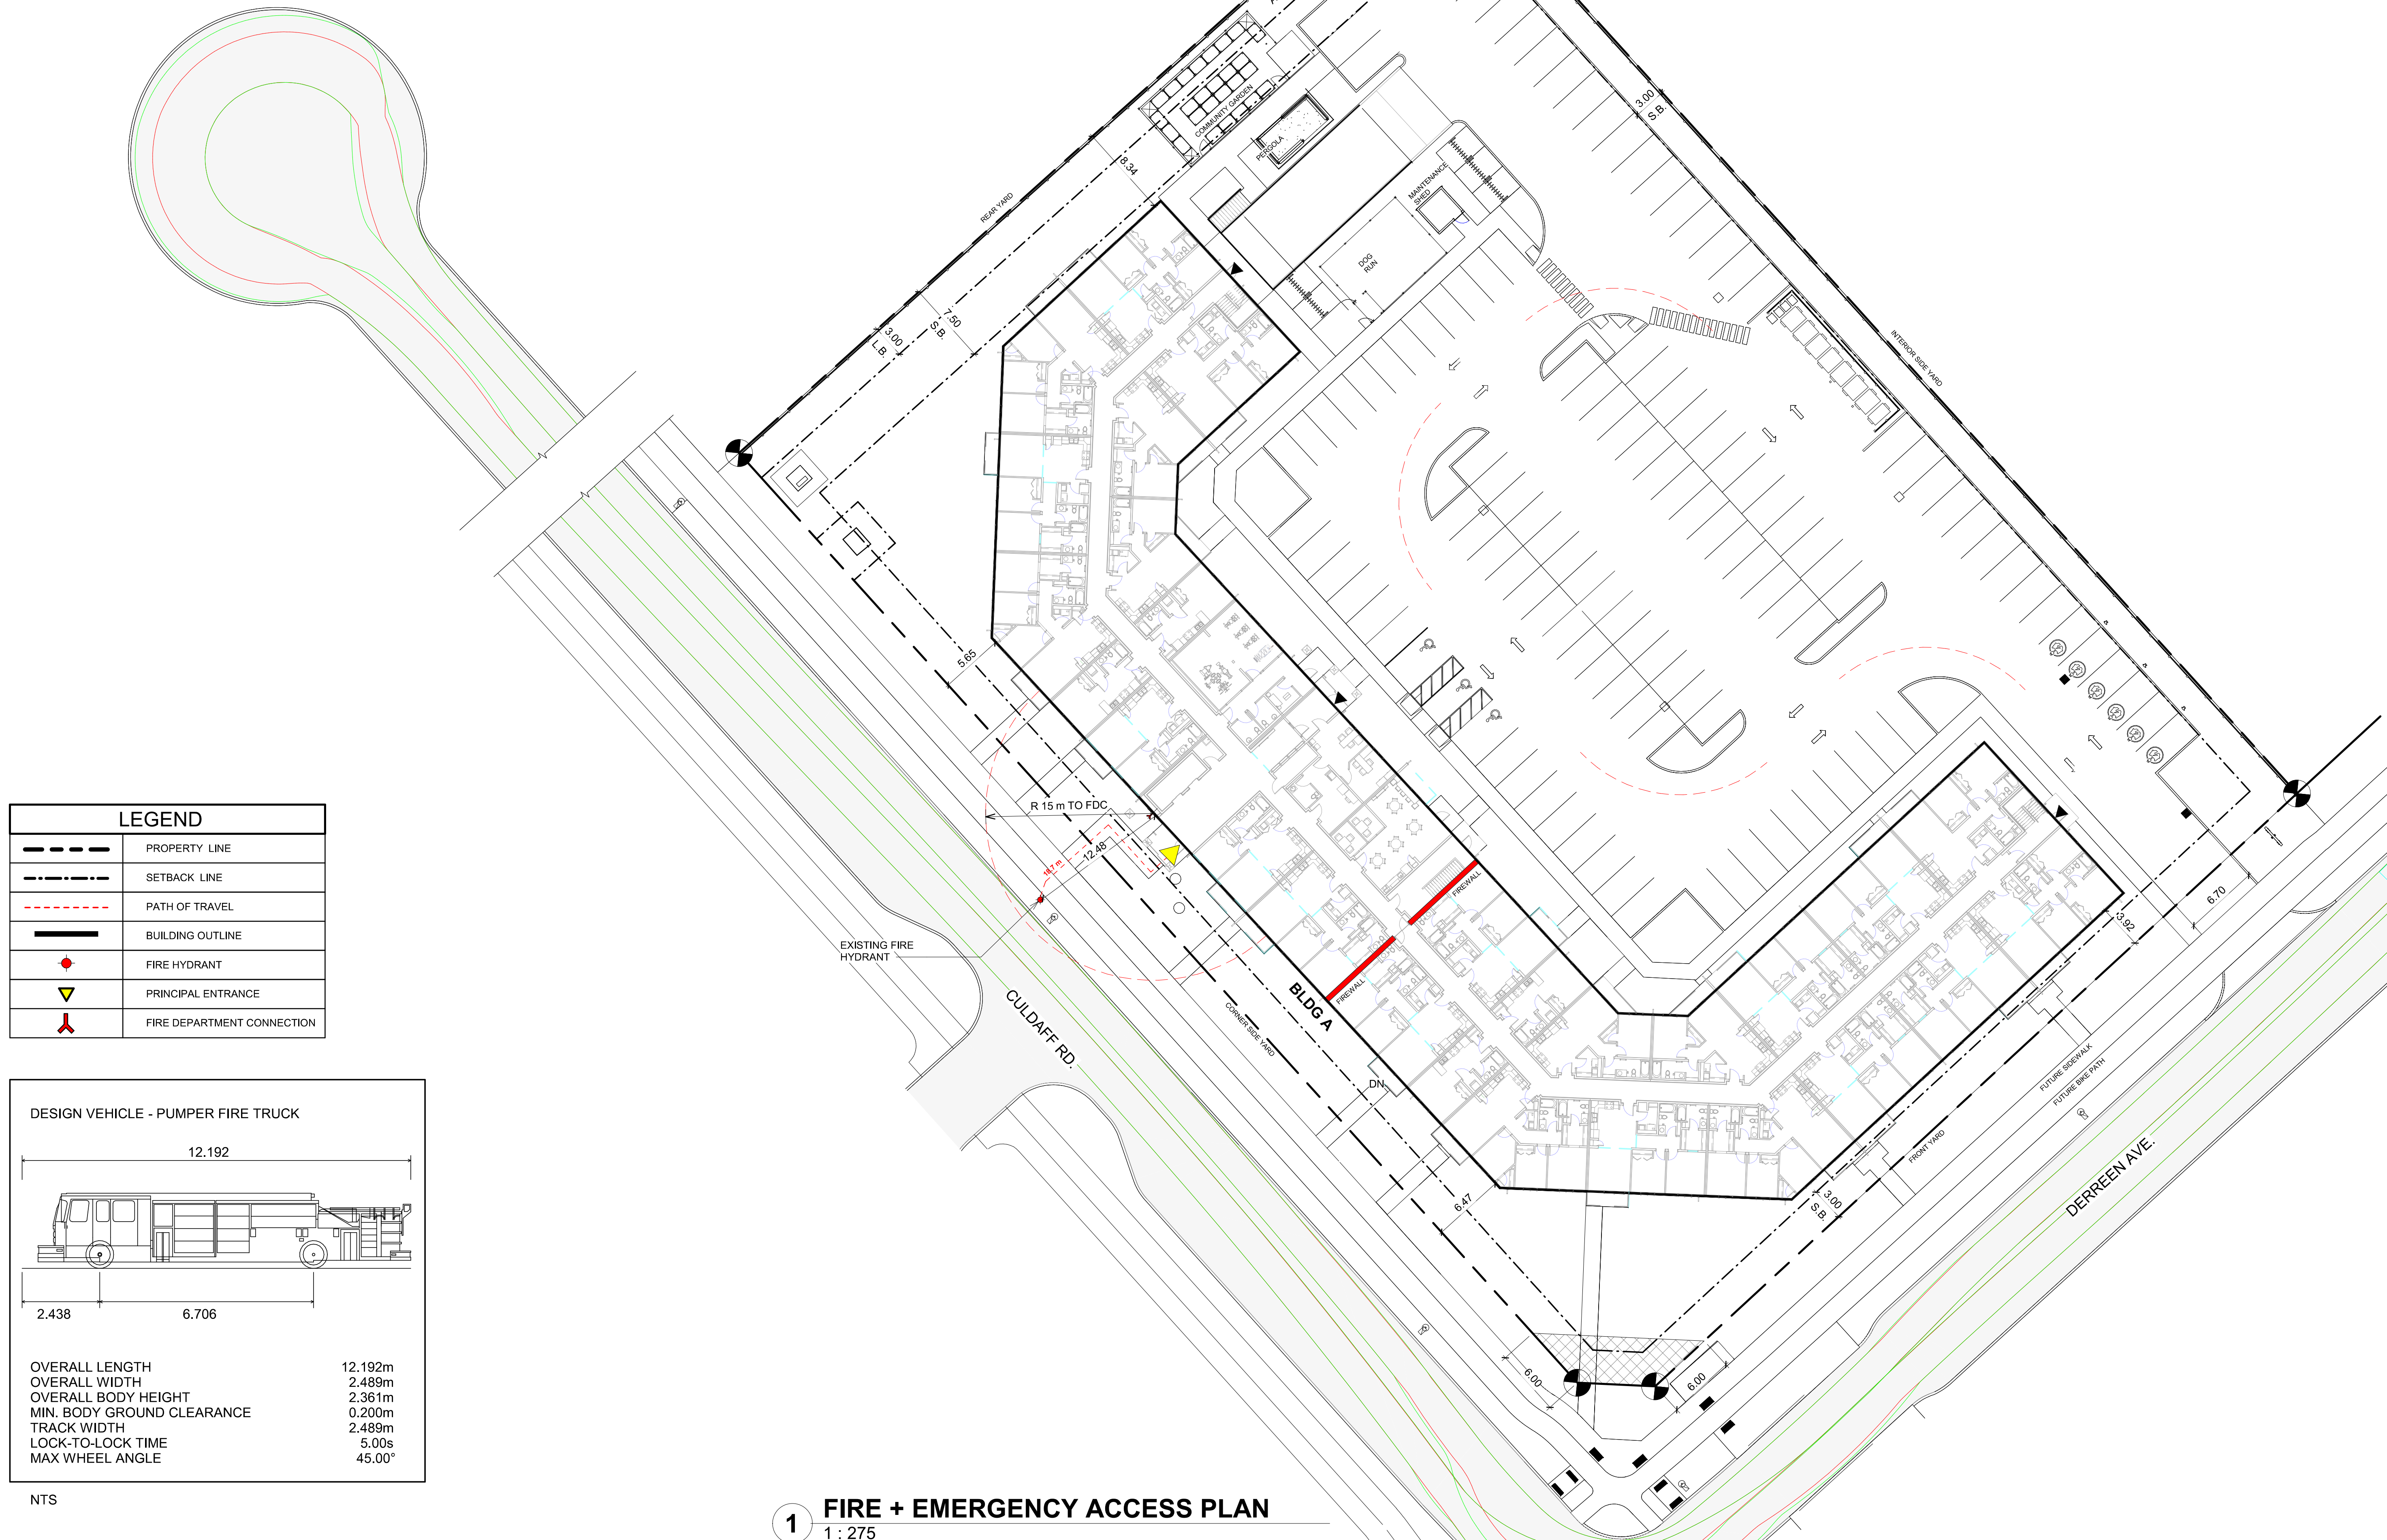 COMMUNITY GARDEN
PERGOLA
3.00
S.B.
8.34
REAR YARD
MAINTENANCE
SHED
DOG
RUN
7.50
S.B.
3.00
L.B.
INTERIOR SIDE YARD
5.65
R 15 m TO FDC
12.48
18.7 m
EXISTING FIRE
HYDRANT
FIREWALL
FIREWALL
BLDG A
CULDAFF RD.
CORNER SIDE YARD
DN
6.70
3.92
FUTURE SIDEWALK
FUTURE BIKE PATH
FRONT YARD
DERREEN AVE.
3.00
S.B.
6.47
6.00
6.00
LEGEND
PROPERTY LINE
SETBACK LINE
PATH OF TRAVEL
BUILDING OUTLINE
FIRE HYDRANT
PRINCIPAL ENTRANCE
FIRE DEPARTMENT CONNECTION
DESIGN VEHICLE - PUMPER FIRE TRUCK
12.192
2.438
6.706
OVERALL LENGTH 12.192m
OVERALL WIDTH 2.489m
OVERALL BODY HEIGHT 2.361m
MIN. BODY GROUND CLEARANCE 0.200m
TRACK WIDTH 2.489m
LOCK-TO-LOCK TIME 5.00s
MAX WHEEL ANGLE 45.00°
NTS
1 FIRE + EMERGENCY ACCESS PLAN
1 : 275